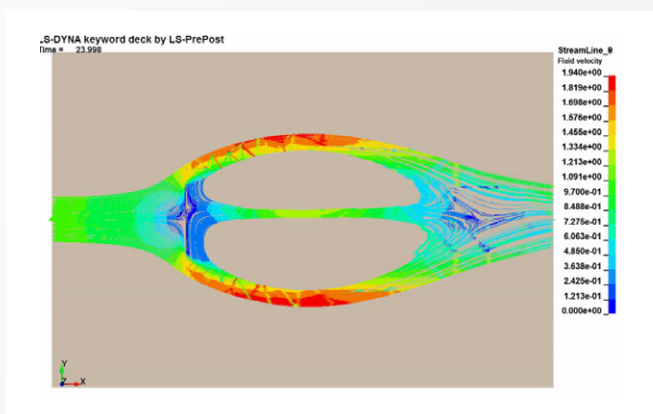 .S-DYNA keyword deck by LS-PrePost
Time = 23.998
StreamLine_9
Fluid velocity
1.940e+00
1.819e+00
1.698e+00
1.576e+00
1.455e+00
1.334e+00
1.213e+00
1.091e+00
9.700e-01
8.488e-01
7.275e-01
6.063e-01
4.850e-01
3.638e-01
2.425e-01
1.213e-01
0.000e+00
Y
Z X